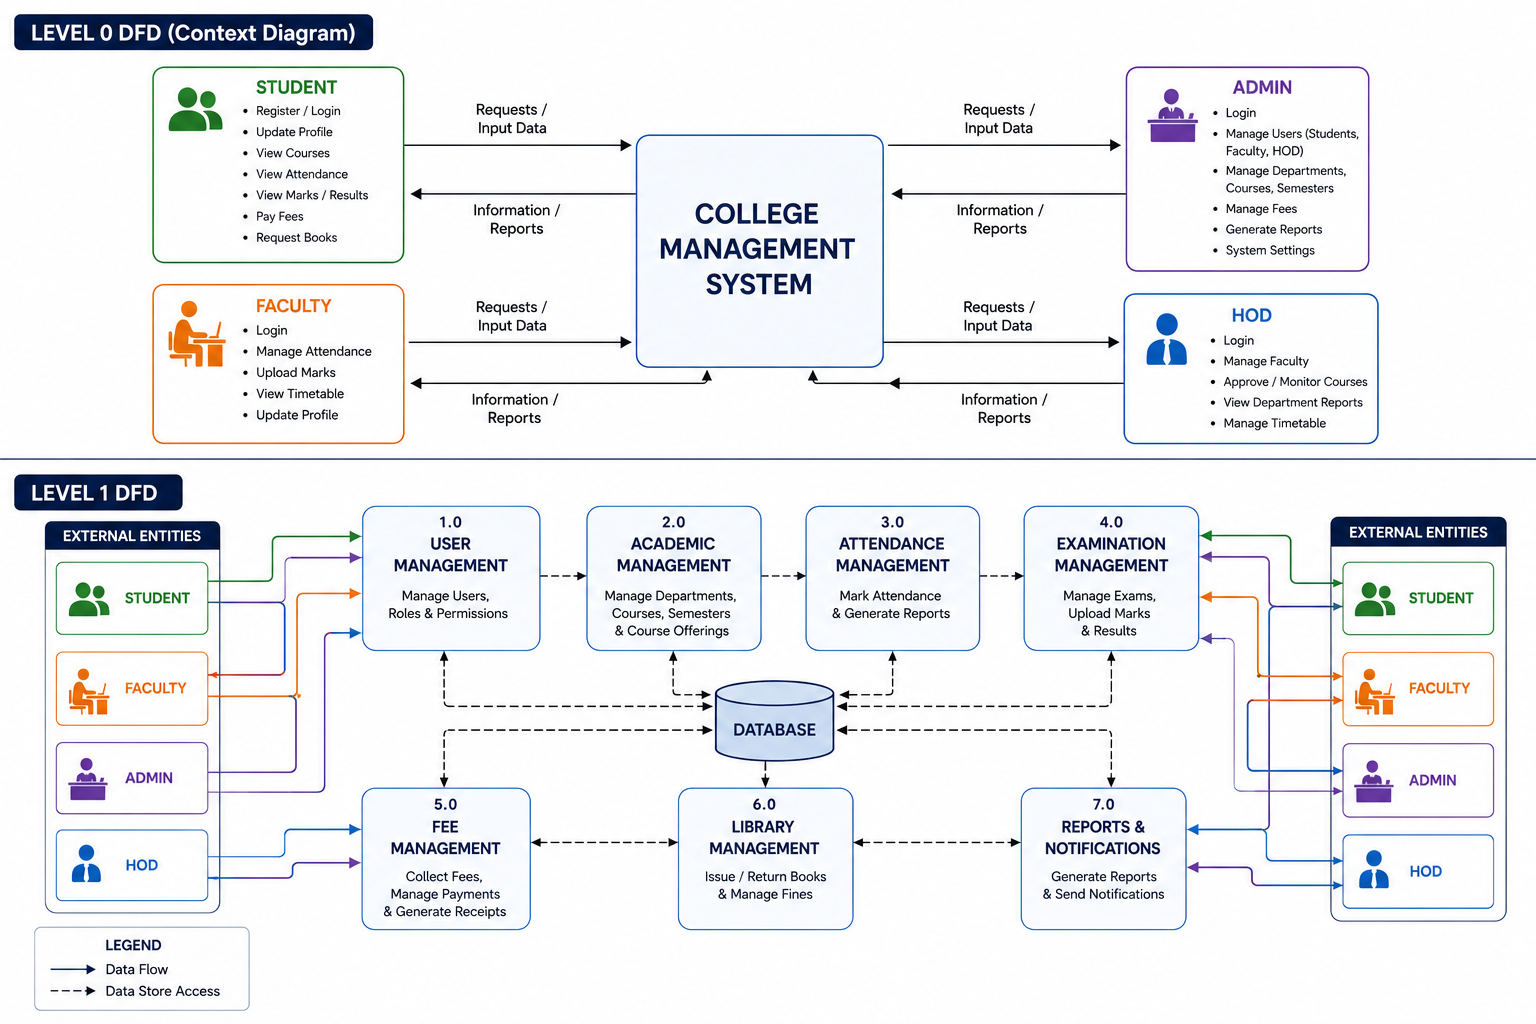 LEVEL 0 DFD (Context Diagram)
STUDENT
• Register / Login
• Update Profile
• View Courses
• View Attendance
• View Marks / Results
• Pay Fees
• Request Books
Requests /
Input Data
Information /
Reports
FACULTY
• Login
• Manage Attendance
• Upload Marks
• View Timetable
• Update Profile
Requests /
Input Data
Information /
Reports
COLLEGE
MANAGEMENT
SYSTEM
Requests /
Input Data
Information /
Reports
ADMIN
• Login
• Manage Users (Students,
Faculty, HOD)
• Manage Departments,
Courses, Semesters
• Manage Fees
• Generate Reports
• System Settings
Requests /
Input Data
Information /
Reports
HOD
• Login
• Manage Faculty
• Approve / Monitor Courses
• View Department Reports
• Manage Timetable
LEVEL 1 DFD
EXTERNAL ENTITIES
STUDENT
FACULTY
ADMIN
HOD
1.0
USER
MANAGEMENT
Manage Users,
Roles & Permissions
2.0
ACADEMIC
MANAGEMENT
Manage Departments,
Courses, Semesters
& Course Offerings
3.0
ATTENDANCE
MANAGEMENT
Mark Attendance
& Generate Reports
4.0
EXAMINATION
MANAGEMENT
Manage Exams,
Upload Marks
& Results
DATABASE
5.0
FEE
MANAGEMENT
Collect Fees,
Manage Payments
& Generate Receipts
6.0
LIBRARY
MANAGEMENT
Issue / Return Books
& Manage Fines
7.0
REPORTS &
NOTIFICATIONS
Generate Reports
& Send Notifications
EXTERNAL ENTITIES
STUDENT
FACULTY
ADMIN
HOD
LEGEND
Data Flow
Data Store Access